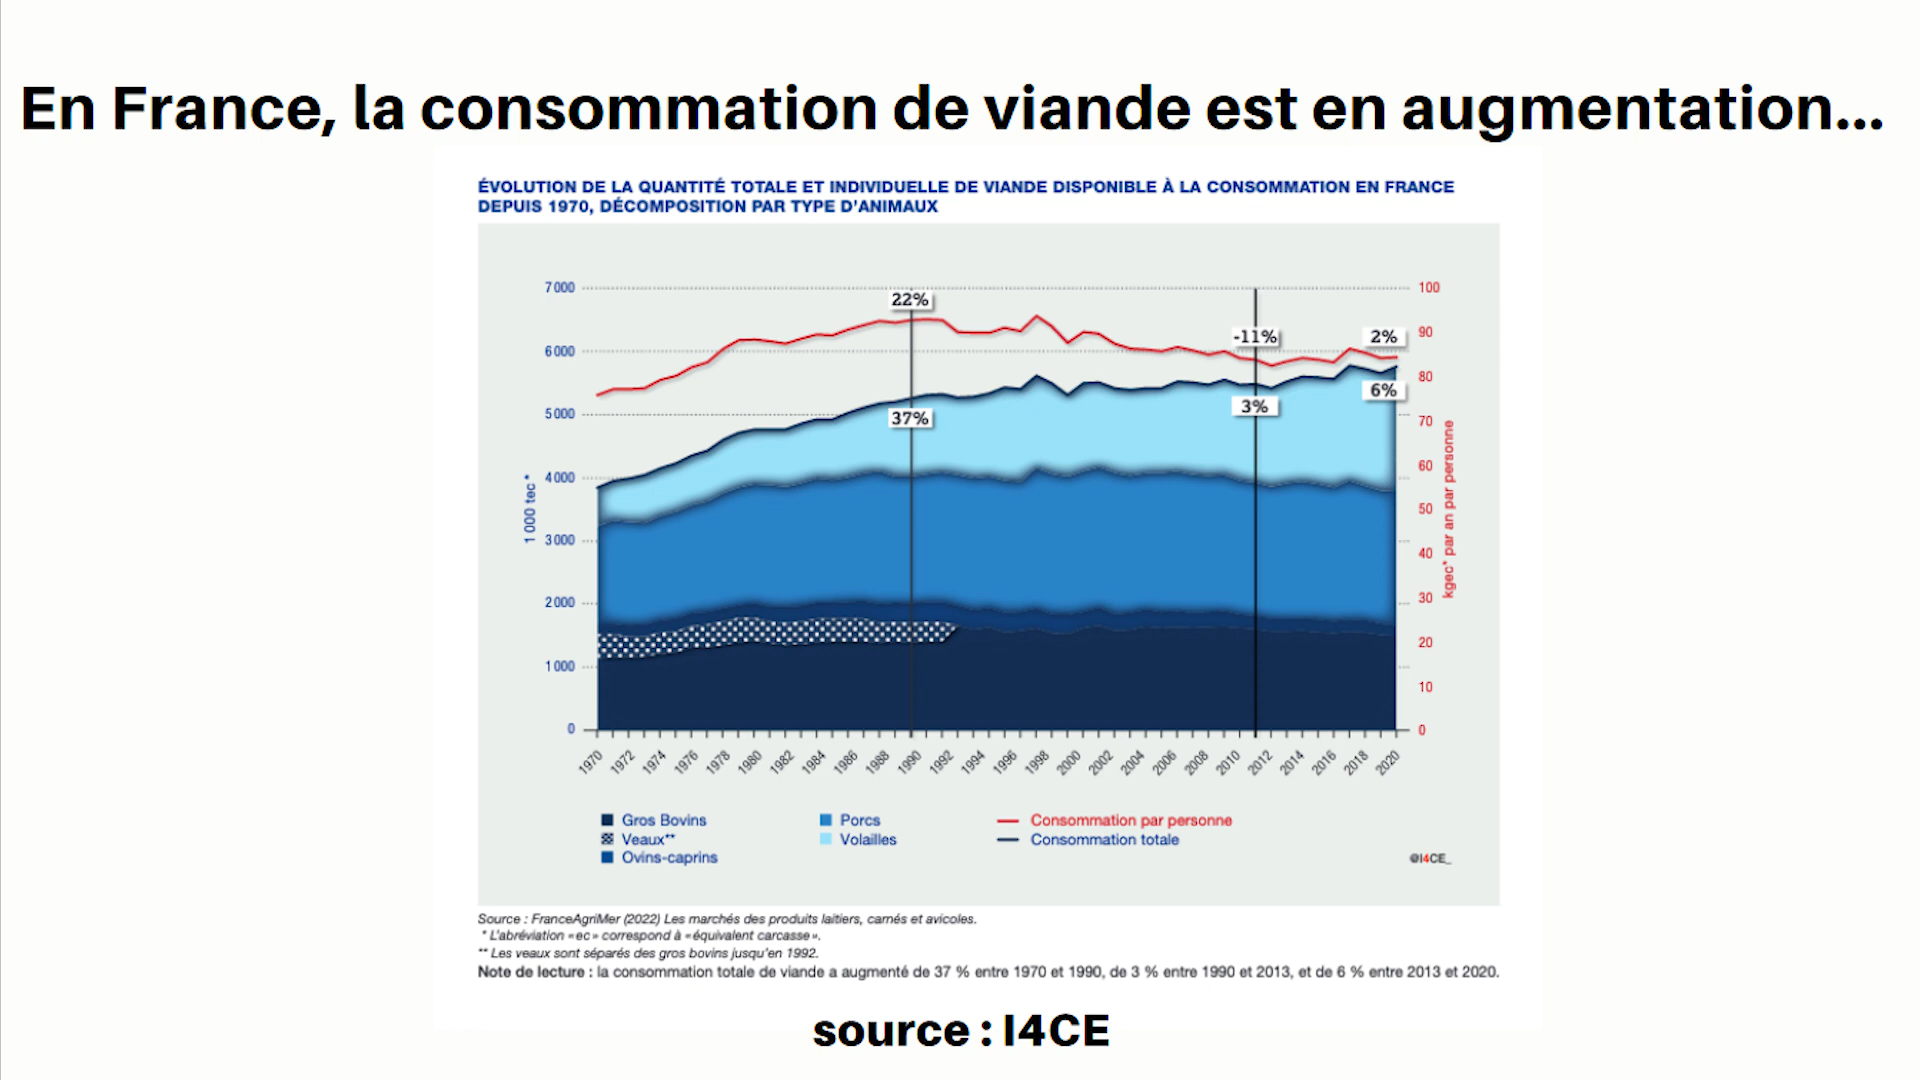 En France, la consommation de viande est en augmentation...
ÉVOLUTION DE LA QUANTITÉ TOTALE ET INDIVIDUELLE DE VIANDE DISPONIBLE À LA CONSOMMATION EN FRANCE
DEPUIS 1970, DÉCOMPOSITION PAR TYPE D'ANIMAUX
1 000 tec *
7 000
6 000
5 000
4 000
3 000
2 000
1 000
0
22%
37%
-11%
3%
2%
6%
100
90
80
70
60
50
40
30
20
10
0
kgec* par an par personne
1970 1972 1974 1976 1978 1980 1982 1984 1986 1988 1990 1992 1994 1996 1998 2000 2002 2004 2006 2008 2010 2012 2014 2016 2018 2020
Gros Bovins
Veaux**
Ovins-caprins
Porcs
Volailles
Consommation par personne
Consommation totale
@I4CE_
Source : FranceAgriMer (2022) Les marchés des produits laitiers, carnés et avicoles.
* L'abréviation «ec» correspond à «équivalent carcasse».
** Les veaux sont séparés des gros bovins jusqu'en 1992.
Note de lecture : la consommation totale de viande a augmenté de 37 % entre 1970 et 1990, de 3 % entre 1990 et 2013, et de 6 % entre 2013 et 2020.
source : I4CE